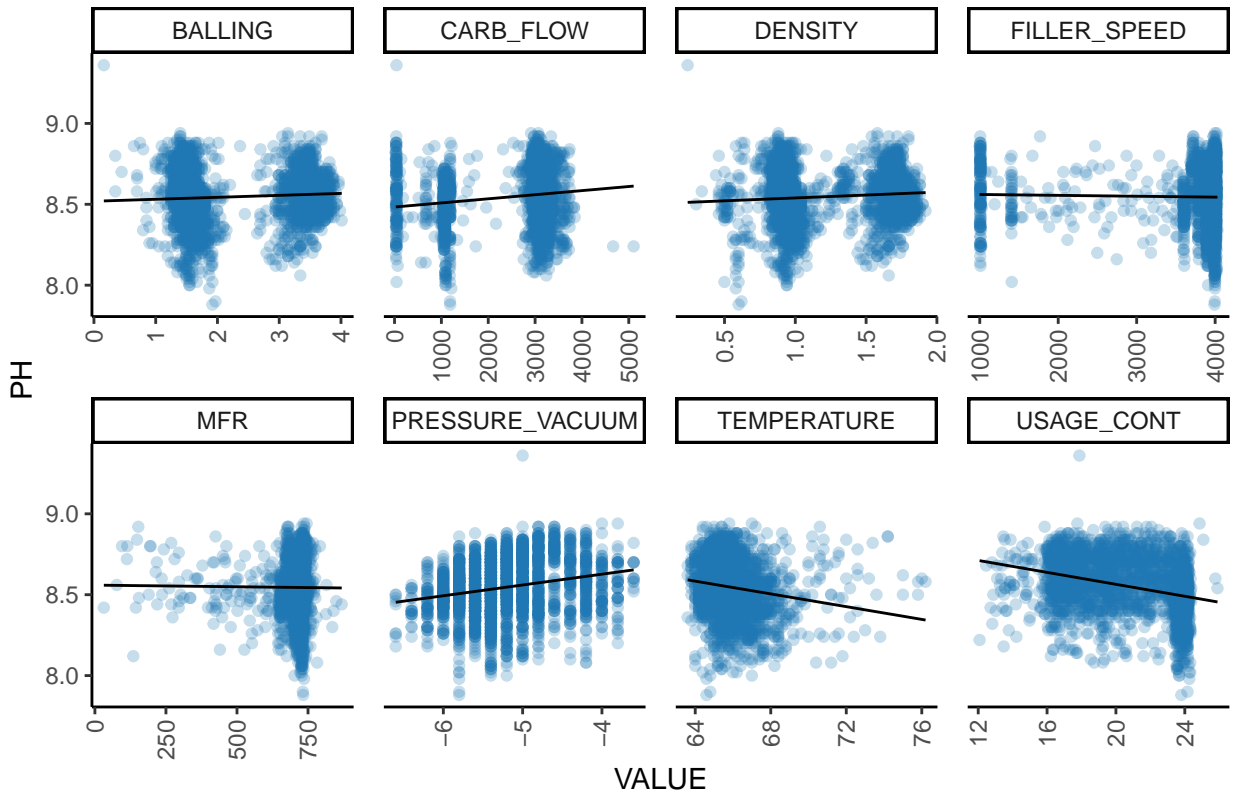 BALLING CARB_FLOW DENSITY FILLER_SPEED
9.0
8.5
8.0
0 1 2 3 4 0 1000 2000 3000 4000 5000 0.5 1.0 1.5 2.0 1000 2000 3000 4000
PH
MFR PRESSURE_VACUUM TEMPERATURE USAGE_CONT
9.0
8.5
8.0
0 250 500 750 −6 −5 −4 64 68 72 76 12 16 20 24
VALUE